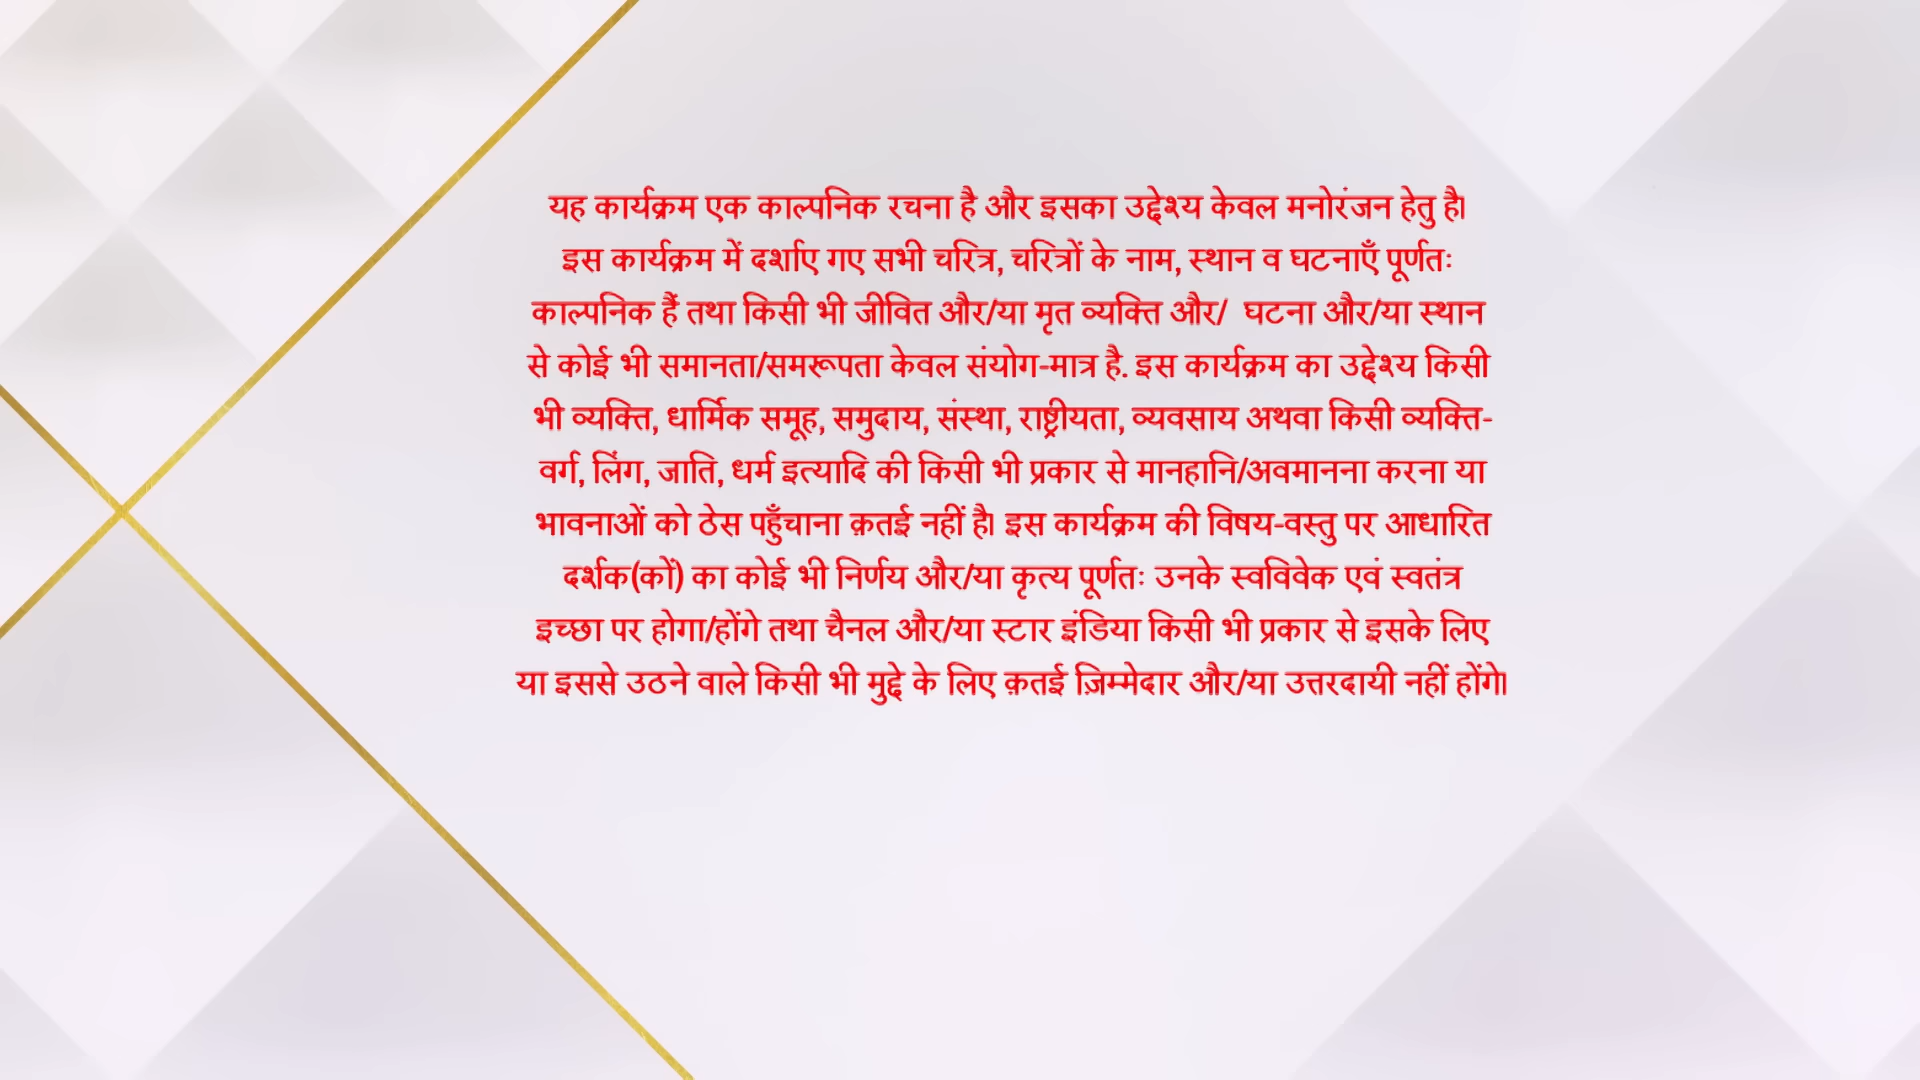 यह कार्यक्रम एक काल्पनिक रचना है और इसका उद्देश्य केवल मनोरंजन हेतु है।
इस कार्यक्रम में दर्शाए गए सभी चरित्र, चरित्रों के नाम, स्थान व घटनाएँ पूर्णतः
काल्पनिक हैं तथा किसी भी जीवित और/या मृत व्यक्ति और/ घटना और/या स्थान
से कोई भी समानता/समरूपता केवल संयोग-मात्र है. इस कार्यक्रम का उद्देश्य किसी
भी व्यक्ति, धार्मिक समूह, समुदाय, संस्था, राष्ट्रीयता, व्यवसाय अथवा किसी व्यक्ति-
वर्ग, लिंग, जाति, धर्म इत्यादि की किसी भी प्रकार से मानहानि/अवमानना करना या
भावनाओं को ठेस पहुँचाना क़तई नहीं है। इस कार्यक्रम की विषय-वस्तु पर आधारित
दर्शक(कों) का कोई भी निर्णय और/या कृत्य पूर्णतः उनके स्वविवेक एवं स्वतंत्र
इच्छा पर होगा/होंगे तथा चैनल और/या स्टार इंडिया किसी भी प्रकार से इसके लिए
या इससे उठने वाले किसी भी मुद्दे के लिए क़तई ज़िम्मेदार और/या उत्तरदायी नहीं होंगे।